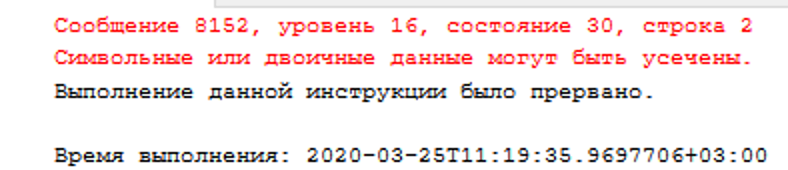 Сообщение 8152, уровень 16, состояние 30, строка 2
Символьные или двоичные данные могут быть усечены.
Выполнение данной инструкции было прервано.
Время выполнения: 2020-03-25T11:19:35.9697706+03:00